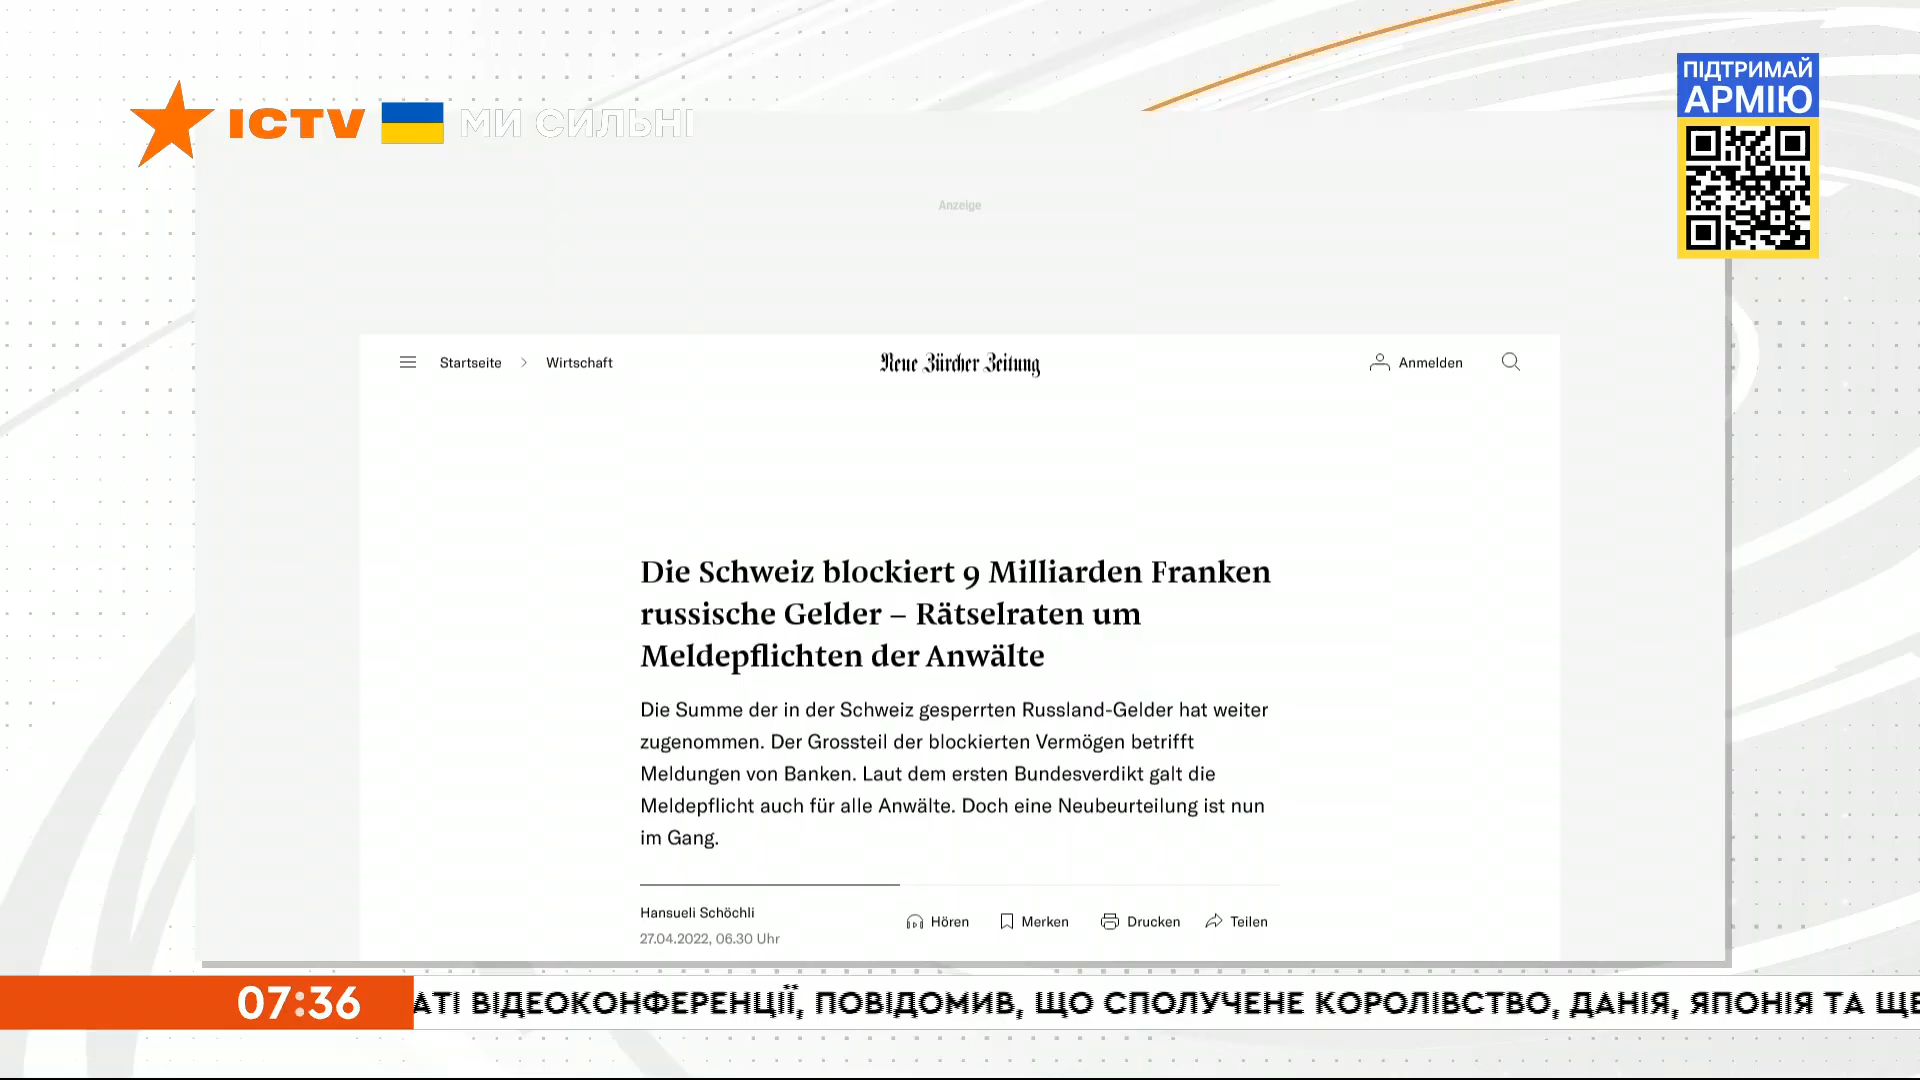 ICTV МИ СИЛЬНІ
ПІДТРИМАЙ
АРМІЮ
Anzeige
Startseite > Wirtschaft
Neue Zürcher Zeitung
Anmelden
Die Schweiz blockiert 9 Milliarden Franken
russische Gelder – Rätselraten um
Meldepflichten der Anwälte
Die Summe der in der Schweiz gesperrten Russland-Gelder hat weiter
zugenommen. Der Grossteil der blockierten Vermögen betrifft
Meldungen von Banken. Laut dem ersten Bundesverdikt galt die
Meldepflicht auch für alle Anwälte. Doch eine Neubeurteilung ist nun
im Gang.
Hansueli Schöchli
27.04.2022, 06.30 Uhr
Hören Merken Drucken Teilen
07:36
АТІ ВІДЕОКОНФЕРЕНЦІЇ, ПОВІДОМИВ, ЩО СПОЛУЧЕНЕ КОРОЛІВСТВО, ДАНІЯ, ЯПОНІЯ ТА ЩЕ